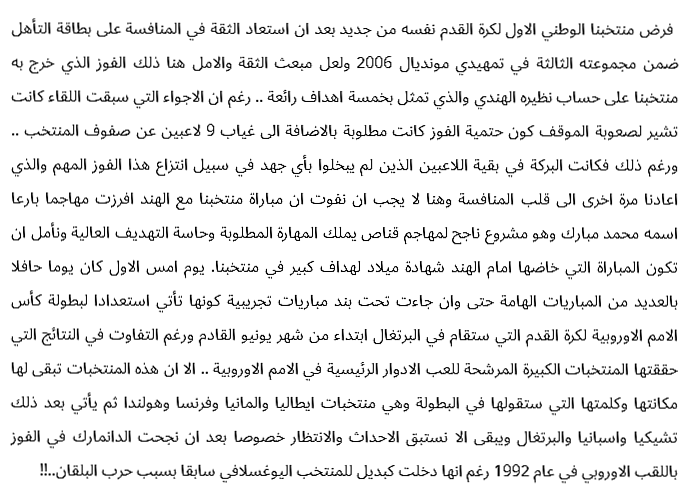 فرض منتخبنا الوطني الاول لكرة القدم نفسه من جديد بعد ان استعاد الثقة في المنافسة على بطاقة التأهل
ضمن مجموعته الثالثة في تمهيدي مونديال 2006 ولعل مبعث الثقة والامل هنا ذلك الفوز الذي خرج به
منتخبنا على حساب نظيره الهندي والذي تمثل بخمسة اهداف رائعة .. رغم ان الاجواء التي سبقت اللقاء كانت
تشير لصعوبة الموقف كون حتمية الفوز كانت مطلوبة بالاضافة الى غياب 9 لاعبين عن صفوف المنتخب ..
ورغم ذلك فكانت البركة في بقية اللاعبين الذين لم يبخلوا بأي جهد في سبيل انتزاع هذا الفوز المهم والذي
اعادنا مرة اخرى الى قلب المنافسة وهنا لا يجب ان نفوت ان مباراة منتخبنا مع الهند افرزت مهاجما بارعا
اسمه محمد مبارك وهو مشروع ناجح لمهاجم قناص يملك المهارة المطلوبة وحاسة التهديف العالية ونأمل ان
تكون المباراة التي خاضها امام الهند شهادة ميلاد لهداف كبير في منتخبنا. يوم امس الاول كان يوما حافلا
بالعديد من المباريات الهامة حتى وان جاءت تحت بند مباريات تجريبية كونها تأتي استعدادا لبطولة كأس
الامم الاوروبية لكرة القدم التي ستقام في البرتغال ابتداء من شهر يونيو القادم ورغم التفاوت في النتائج التي
حققتها المنتخبات الكبيرة المرشحة للعب الادوار الرئيسية في الامم الاوروبية .. الا ان هذه المنتخبات تبقى لها
مكانتها وكلمتها التي ستقولها في البطولة وهي منتخبات ايطاليا والمانيا وفرنسا وهولندا ثم يأتي بعد ذلك
تشيكيا واسبانيا والبرتغال ويبقى الا نستبق الاحداث والانتظار خصوصا بعد ان نجحت الدانمارك في الفوز
باللقب الاوروبي في عام 1992 رغم انها دخلت كبديل للمنتخب اليوغسلافي سابقا بسبب حرب البلقان..!!